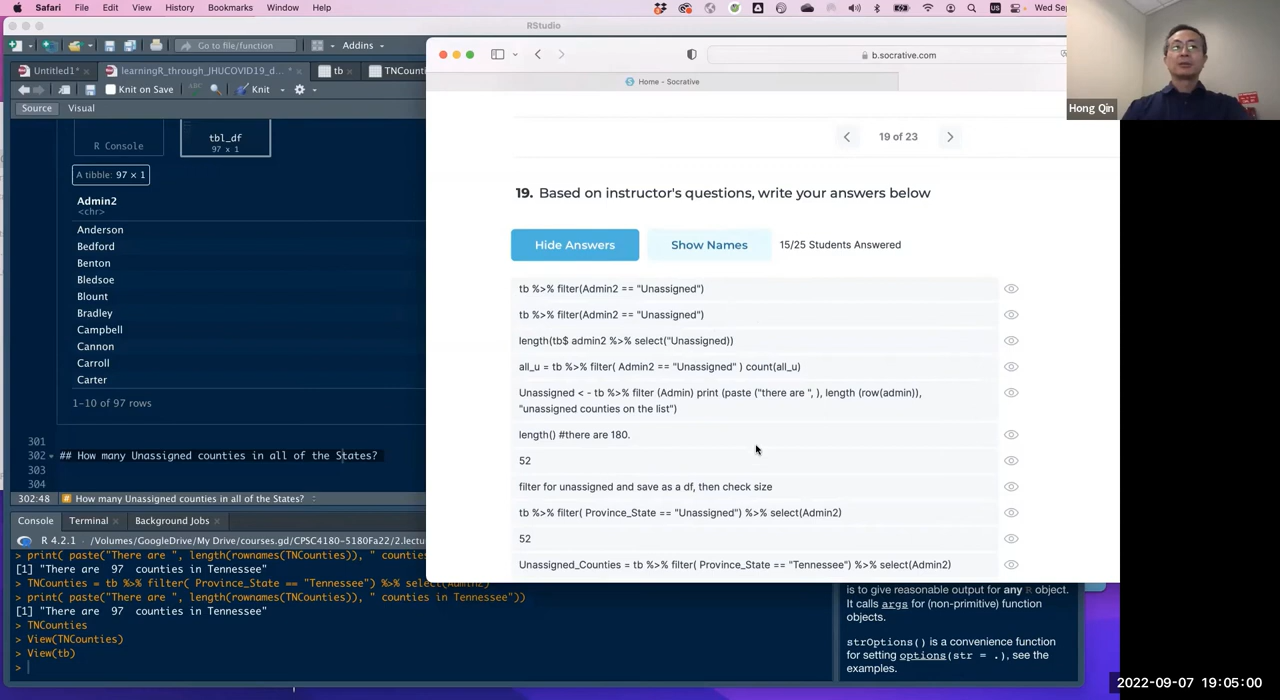 Safari File Edit View History Bookmarks Window Help
US Wed Sep
RStudio
Go to file/function Addins
Untitled1* learningR_through_JHUCOVID19_d... * tb TNCounti
Knit on Save ABC Knit
Source Visual
R Console
tbl_df
97 x 1
A tibble: 97 × 1
Admin2
<chr>
Anderson
Bedford
Benton
Bledsoe
Blount
Bradley
Campbell
Cannon
Carroll
Carter
1-10 of 97 rows
301
302 ## How many Unassigned counties in all of the States?
303
304
302:48 # How many Unassigned counties in all of the States?
Console Terminal Background Jobs
R 4.2.1 · /Volumes/GoogleDrive/My Drive/courses.gd/CPSC4180-5180Fa22/2.lectu
> print( paste("There are ", length(rownames(TNCounties)), " countie
[1] "There are 97 counties in Tennessee"
> TNCounties = tb %>% filter( Province_State == "Tennessee") %>% select(Admin2)
> print( paste("There are ", length(rownames(TNCounties)), " counties in Tennessee"))
[1] "There are 97 counties in Tennessee"
> TNCounties
> View(TNCounties)
> View(tb)
>
b.socrative.com
Home - Socrative
19 of 23
19. Based on instructor's questions, write your answers below
Hide Answers Show Names 15/25 Students Answered
tb %>% filter(Admin2 == "Unassigned")
tb %>% filter(Admin2 == "Unassigned")
length(tb$ admin2 %>% select("Unassigned))
all_u = tb %>% filter( Admin2 == "Unassigned" ) count(all_u)
Unassigned < - tb %>% filter (Admin) print (paste ("there are ", ), length (row(admin)),
"unassigned counties on the list")
length() #there are 180.
52
filter for unassigned and save as a df, then check size
tb %>% filter( Province_State == "Unassigned") %>% select(Admin2)
52
Unassigned_Counties = tb %>% filter( Province_State == "Tennessee") %>% select(Admin2)
is to give reasonable output for any R object.
It calls args for (non-primitive) function
objects.
strOptions() is a convenience function
for setting options(str = .), see the
examples.
Hong Qin
2022-09-07 19:05:00